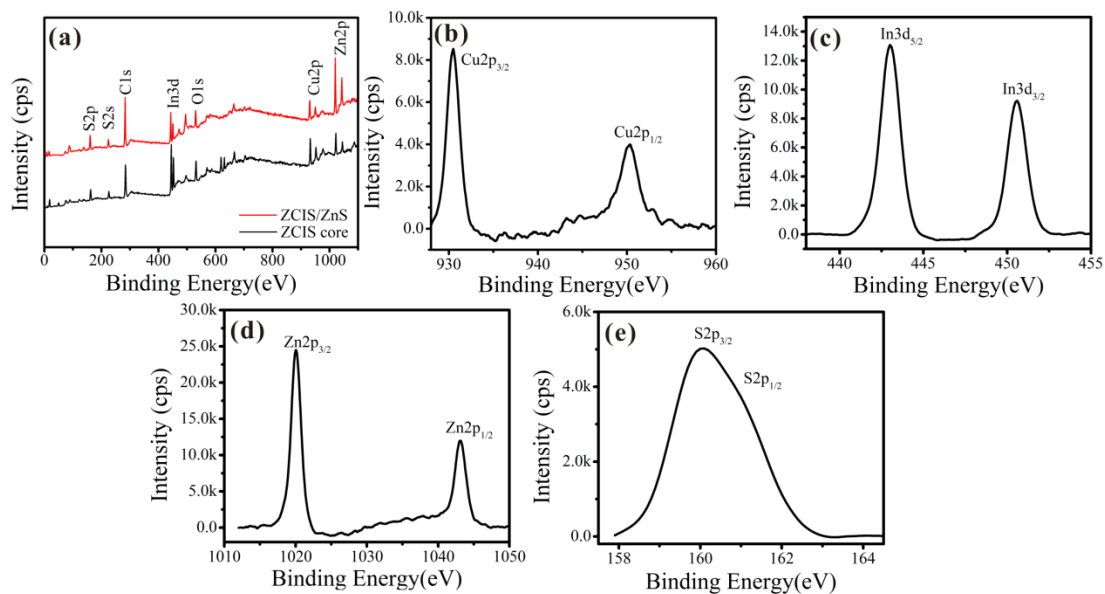 (a)
S2p
S2s
C1s
In3d
O1s
Cu2p
Zn2p
ZCIS/ZnS
ZCIS core
0 200 400 600 800 1000
Binding Energy(eV)
Intensity (cps)
(b)
Cu2p3/2
Cu2p1/2
10.0k
8.0k
6.0k
4.0k
2.0k
0.0
930 940 950 960
Binding Energy(eV)
Intensity (cps)
(c)
In3d5/2
In3d3/2
14.0k
12.0k
10.0k
8.0k
6.0k
4.0k
2.0k
0.0
440 445 450 455
Binding Energy(eV)
Intensity (cps)
(d)
Zn2p3/2
Zn2p1/2
30.0k
25.0k
20.0k
15.0k
10.0k
5.0k
0.0
1010 1020 1030 1040 1050
Binding Energy(eV)
Intensity (cps)
(e)
S2p3/2
S2p1/2
6.0k
4.0k
2.0k
0.0
158 160 162 164
Binding Energy(eV)
Intensity (cps)